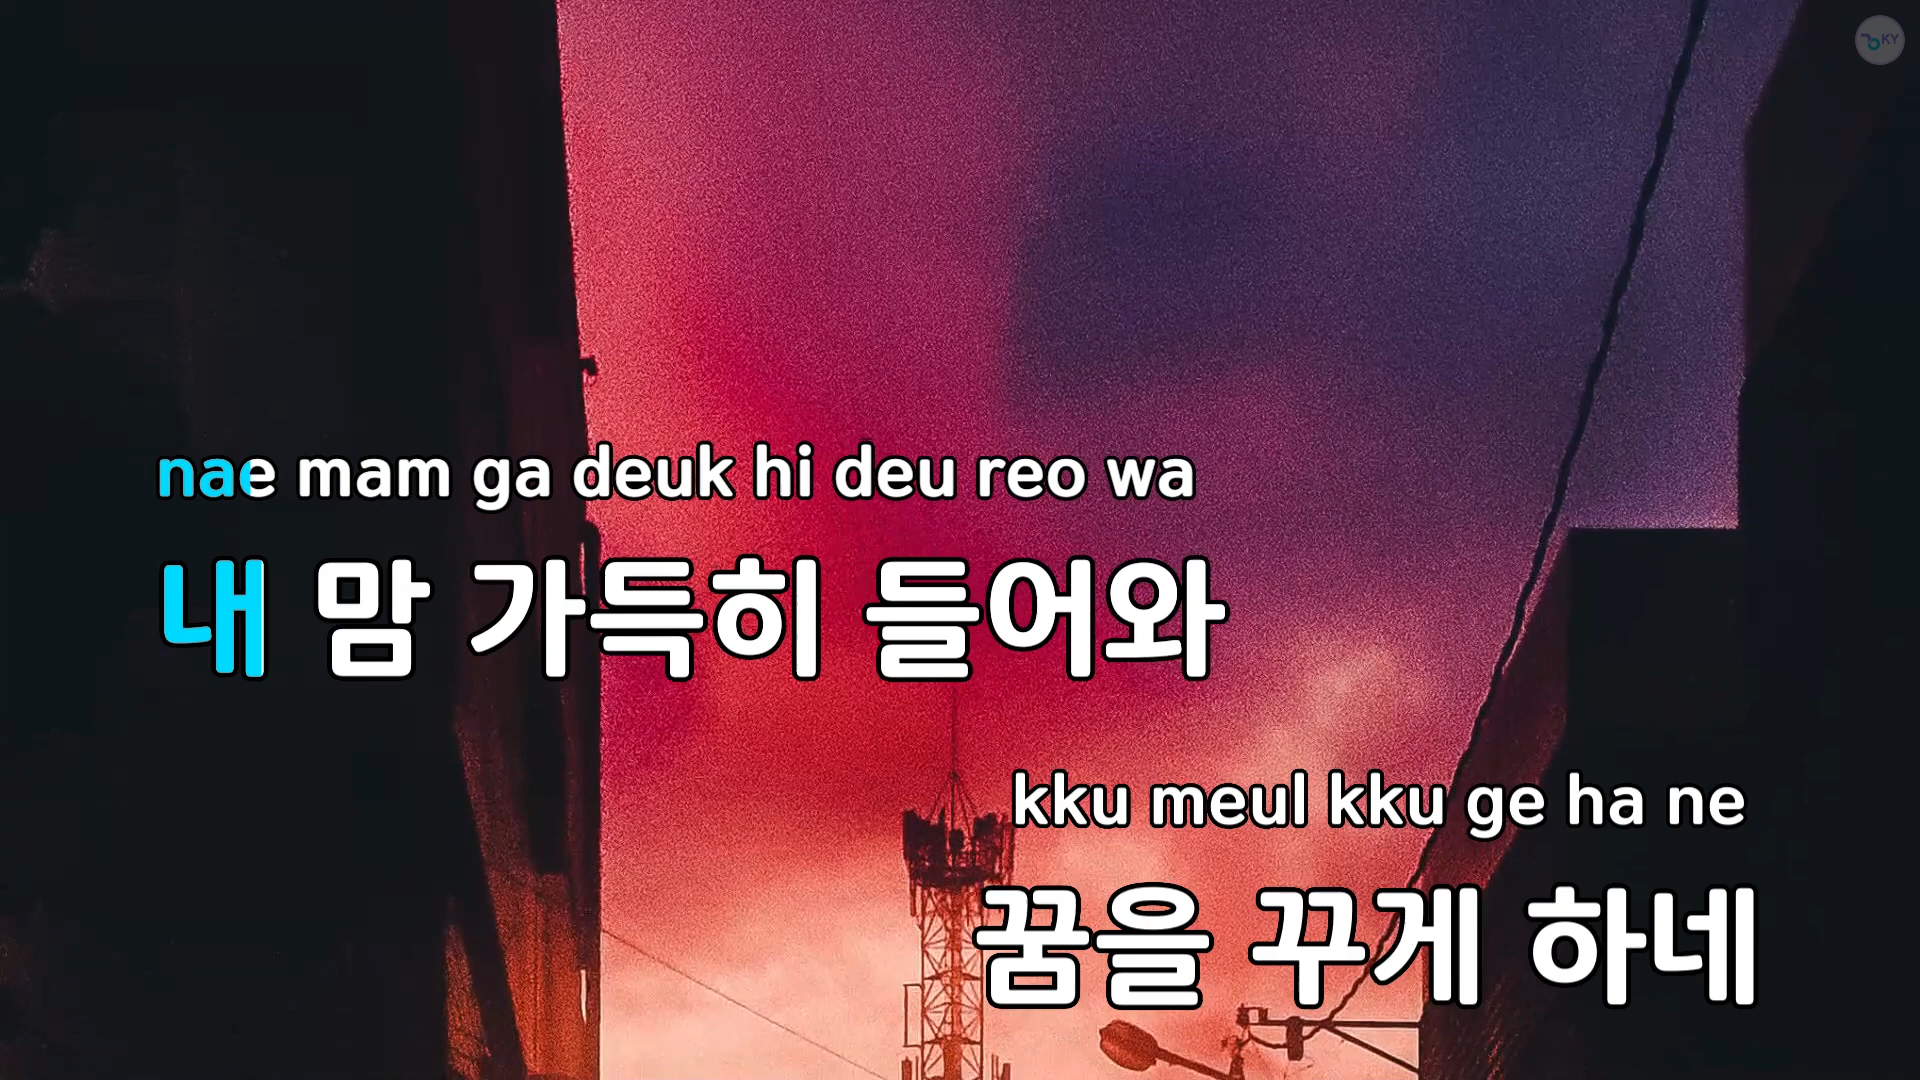 KY
nae mam ga deuk hi deu reo wa
내 맘 가득히 들어와
kku meul kku ge ha ne
꿈을 꾸게 하네